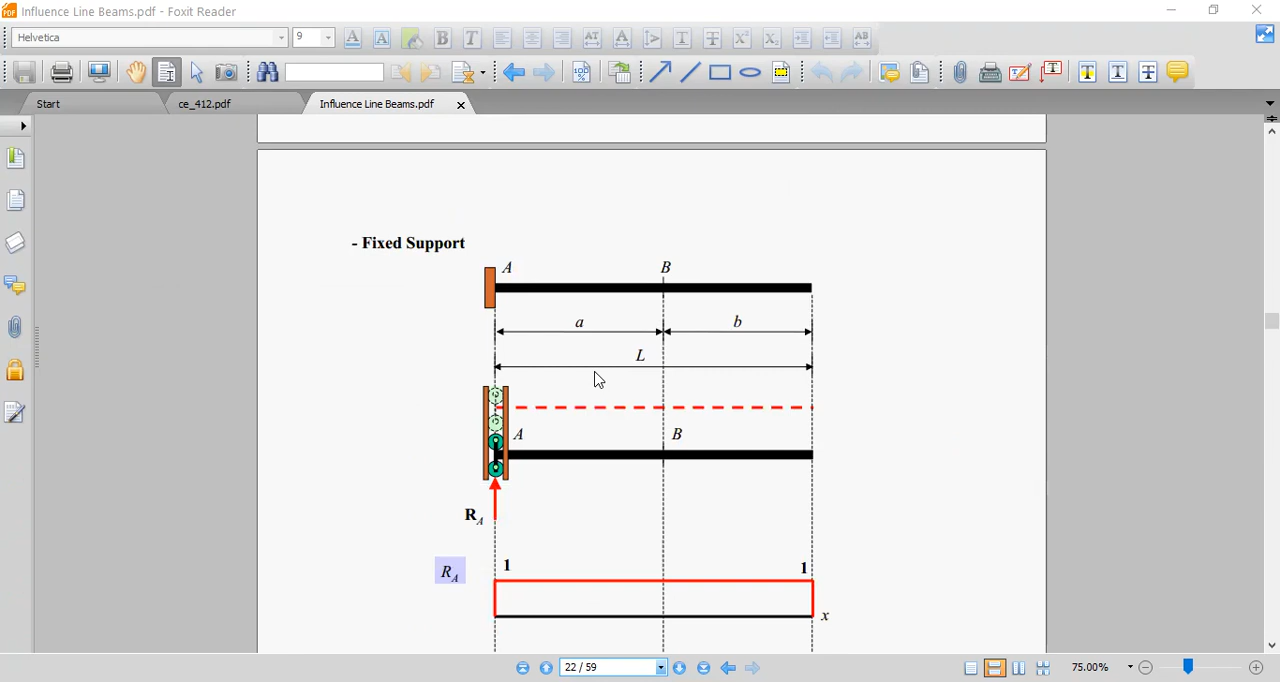 Influence Line Beams.pdf - Foxit Reader
Helvetica 9
Start ce_412.pdf Influence Line Beams.pdf
- Fixed Support
A B
a b
L
A B
R_A
R_A 1 1
x
22 / 59 75.00%